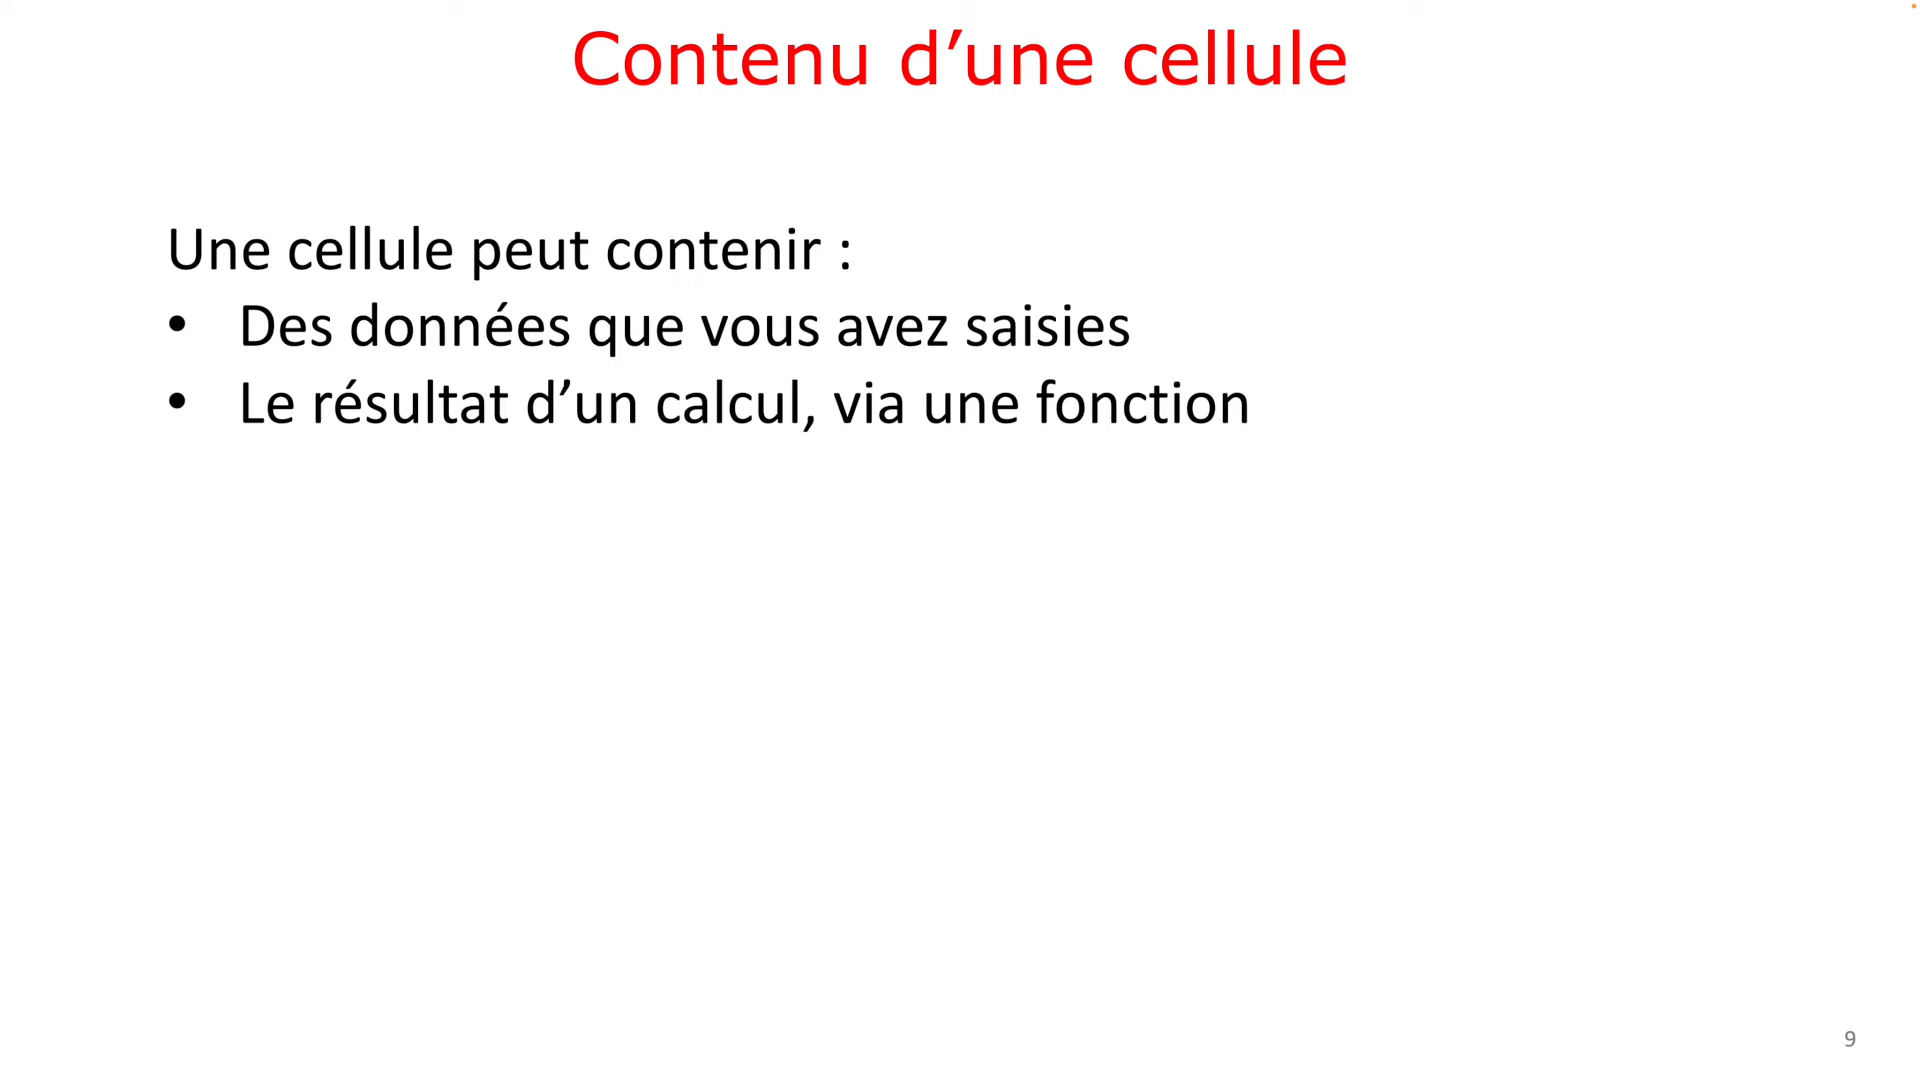 Contenu d’une cellule
Une cellule peut contenir :
• Des données que vous avez saisies
• Le résultat d’un calcul, via une fonction
9